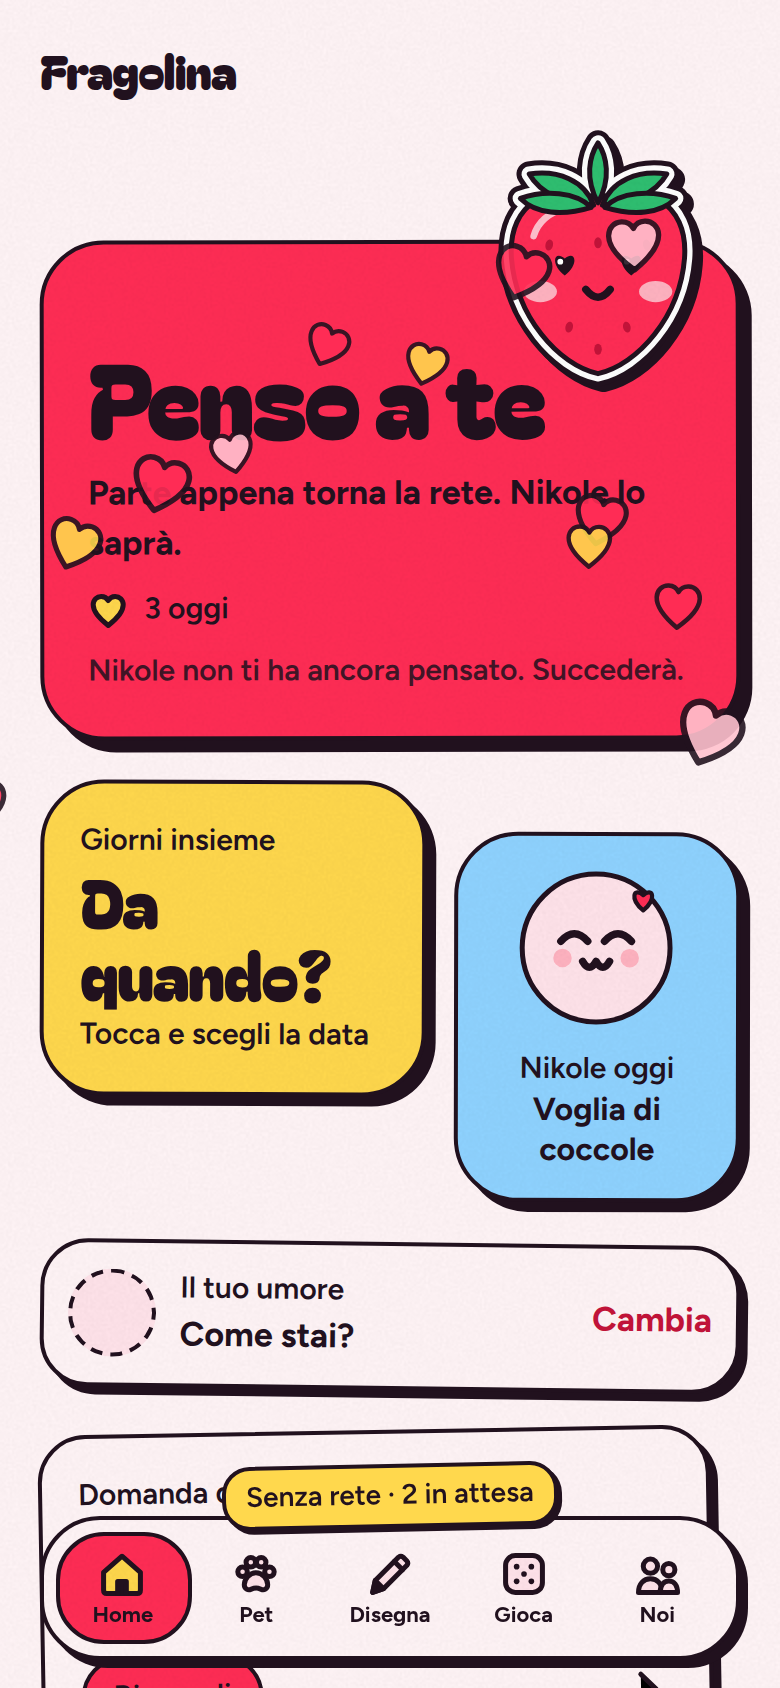 Fragolina
Penso a te
Parte appena torna la rete. Nikole lo
saprà.
3 oggi
Nikole non ti ha ancora pensato. Succederà.
Giorni insieme
Da
quando?
Tocca e scegli la data
Nikole oggi
Voglia di
coccole
Il tuo umore
Come stai?
Cambia
Domanda
Senza rete · 2 in attesa
Home
Pet
Disegna
Gioca
Noi